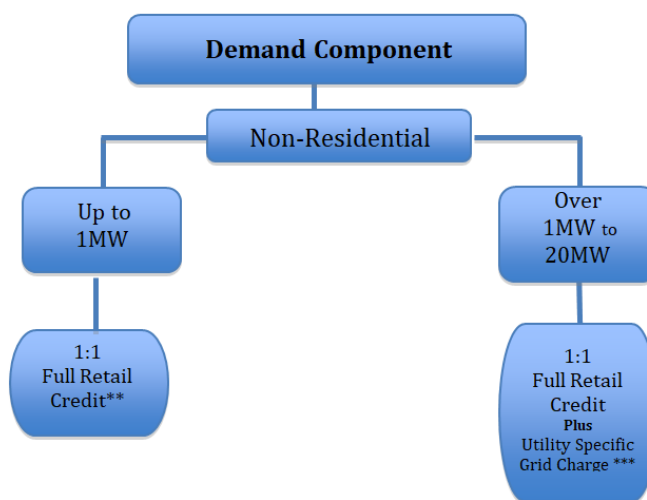 Demand Component
Non-Residential
Up to
1MW
Over
1MW to
20MW
1:1
Full Retail
Credit**
1:1
Full Retail
Credit
Plus
Utility Specific
Grid Charge ***